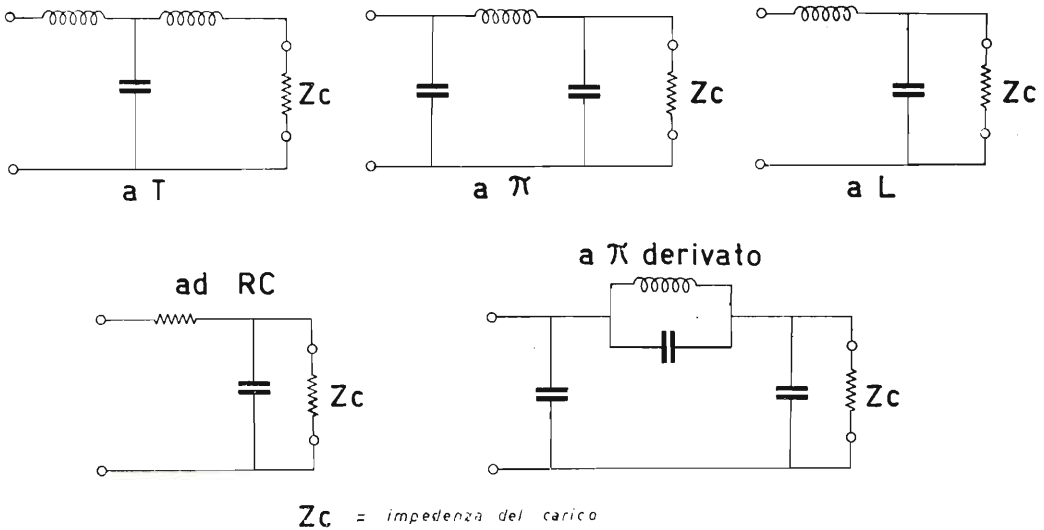 Zc
Zc
Zc
a T
a π
a L
ad RC
a π derivato
Zc
Zc
Zc = impedenza del carico